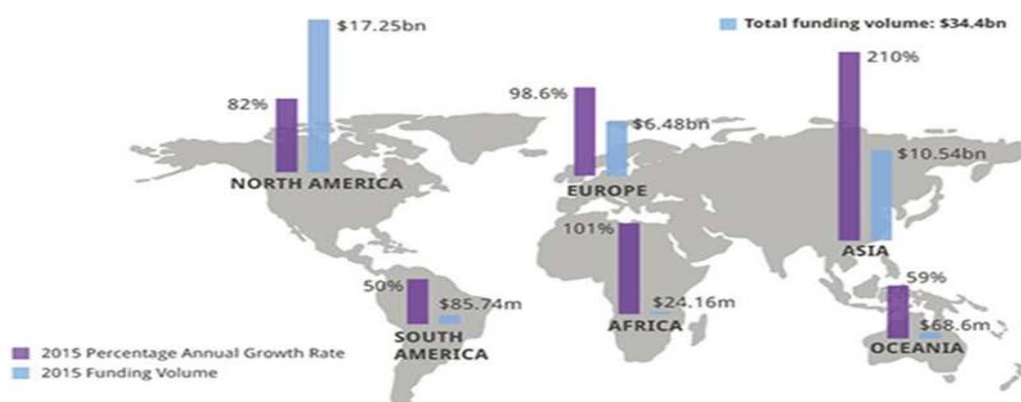 $17.25bn
Total funding volume: $34.4bn
82%
NORTH AMERICA
98.6%
$6.48bn
EUROPE
210%
$10.54bn
ASIA
50%
$85.74m
SOUTH
AMERICA
101%
$24.16m
AFRICA
59%
$68.6m
OCEANIA
2015 Percentage Annual Growth Rate
2015 Funding Volume